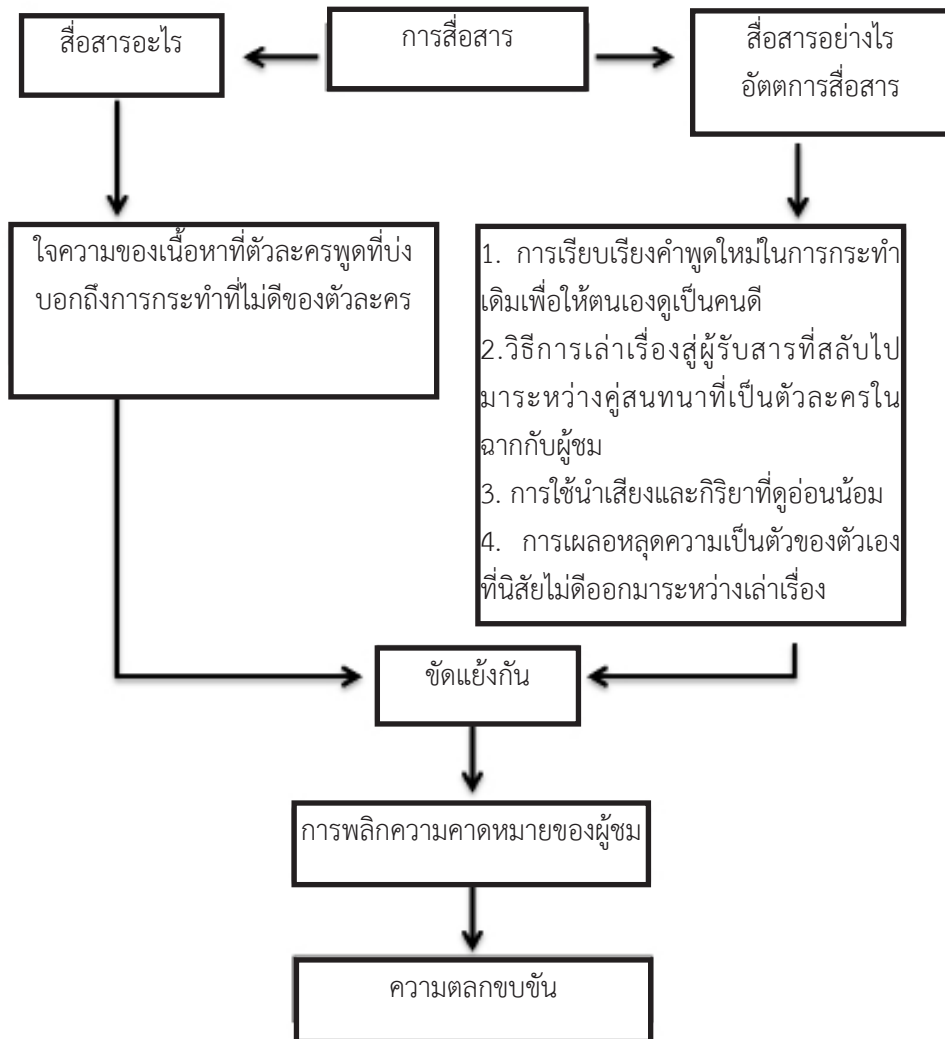 สื่อสารอะไร
การสื่อสาร
สื่อสารอย่างไร
อัตตการสื่อสาร
ใจความของเนื้อหาที่ตัวละครพูดที่บ่ง
บอกถึงการกระทำที่ไม่ดีของตัวละคร
1. การเรียบเรียงคำพูดใหม่ในการกระทำ
เดิมเพื่อให้ตนเองดูเป็นคนดี
2.วิธีการเล่าเรื่องสู่ผู้รับสารที่สลับไป
มาระหว่างคู่สนทนาที่เป็นตัวละครใน
ฉากกับผู้ชม
3. การใช้นำเสียงและกิริยาที่ดูอ่อนน้อม
4. การเผลอหลุดความเป็นตัวของตัวเอง
ที่นิสัยไม่ดีออกมาระหว่างเล่าเรื่อง
ขัดแย้งกัน
การพลิกความคาดหมายของผู้ชม
ความตลกขบขัน